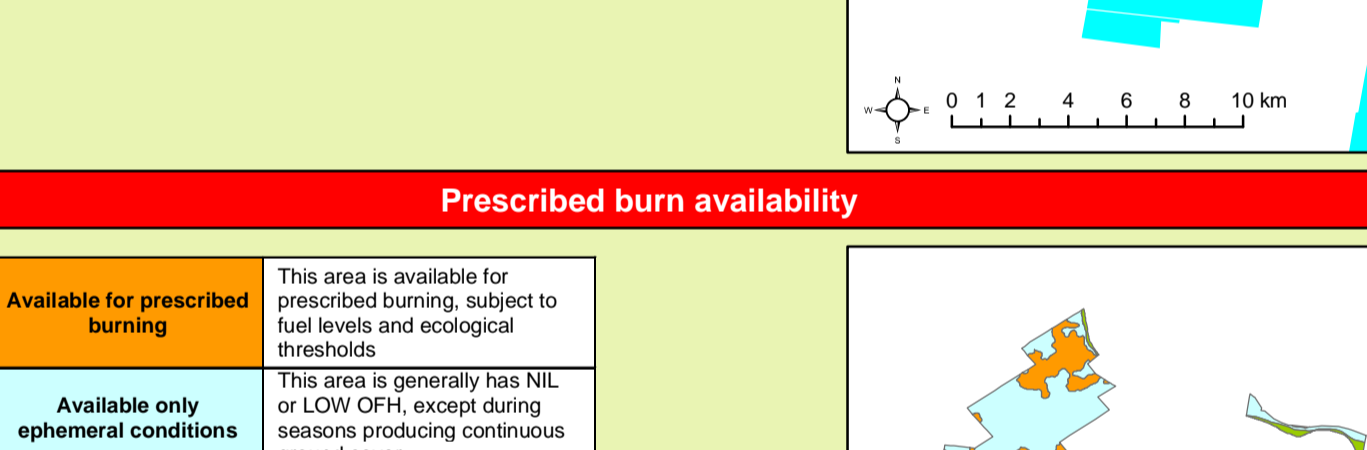 N
W E
S
0 1 2 4 6 8 10 km
Prescribed burn availability
Available for prescribed
burning
This area is available for
prescribed burning, subject to
fuel levels and ecological
thresholds
Available only
ephemeral conditions
This area is generally has NIL
or LOW OFH, except during
seasons producing continuous